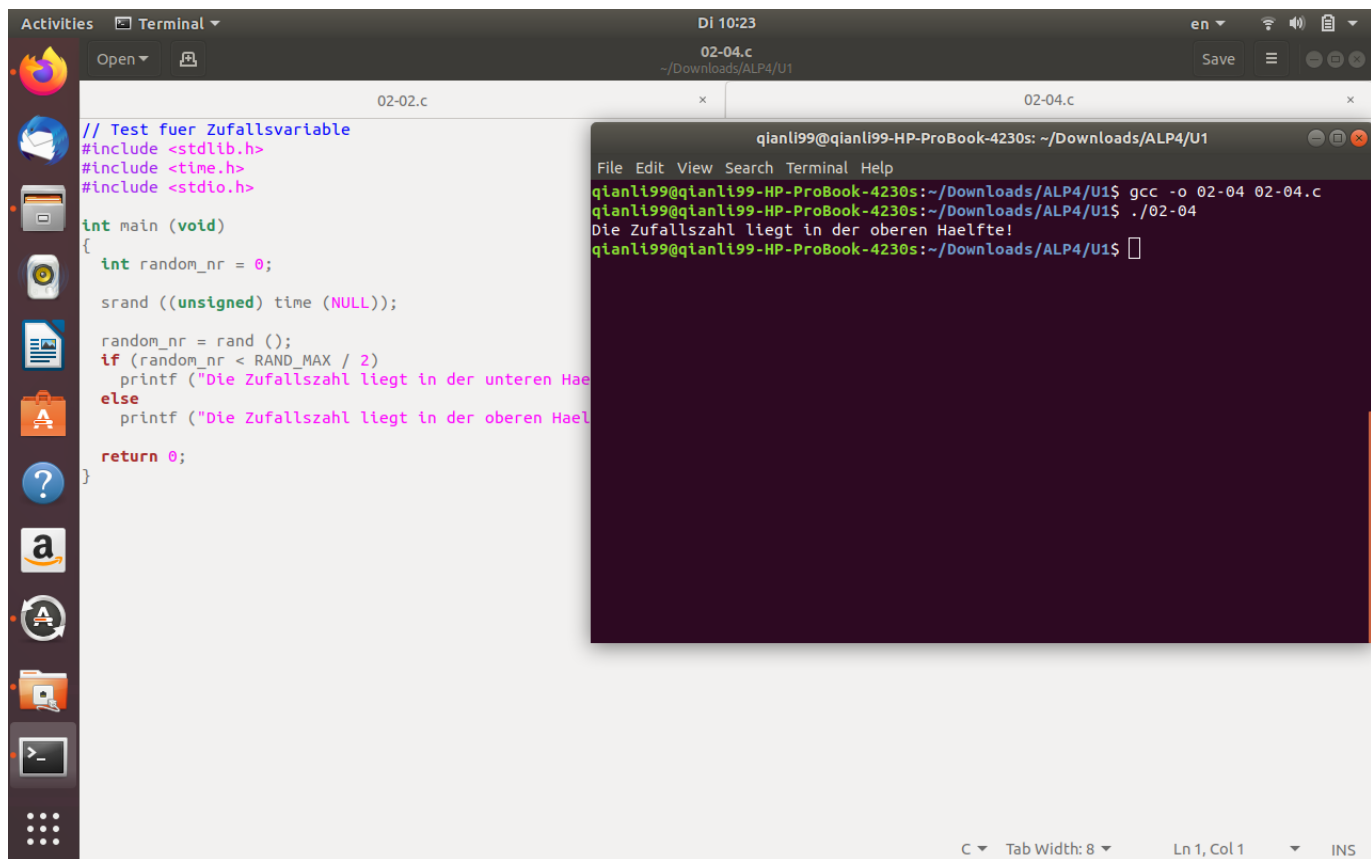 Activities Terminal Di 10:23 en
Open 02-04.c Save
~/Downloads/ALP4/U1
02-02.c × 02-04.c ×
// Test fuer Zufallsvariable
#include <stdlib.h>
#include <time.h>
#include <stdio.h>
int main (void)
{
int random_nr = 0;
srand ((unsigned) time (NULL));
random_nr = rand ();
if (random_nr < RAND_MAX / 2)
printf ("Die Zufallszahl liegt in der unteren Hae
else
printf ("Die Zufallszahl liegt in der oberen Hael
return 0;
}
qianli99@qianli99-HP-ProBook-4230s: ~/Downloads/ALP4/U1
File Edit View Search Terminal Help
qianli99@qianli99-HP-ProBook-4230s:~/Downloads/ALP4/U1$ gcc -o 02-04 02-04.c
qianli99@qianli99-HP-ProBook-4230s:~/Downloads/ALP4/U1$ ./02-04
Die Zufallszahl liegt in der oberen Haelfte!
qianli99@qianli99-HP-ProBook-4230s:~/Downloads/ALP4/U1$
C Tab Width: 8 Ln 1, Col 1 INS